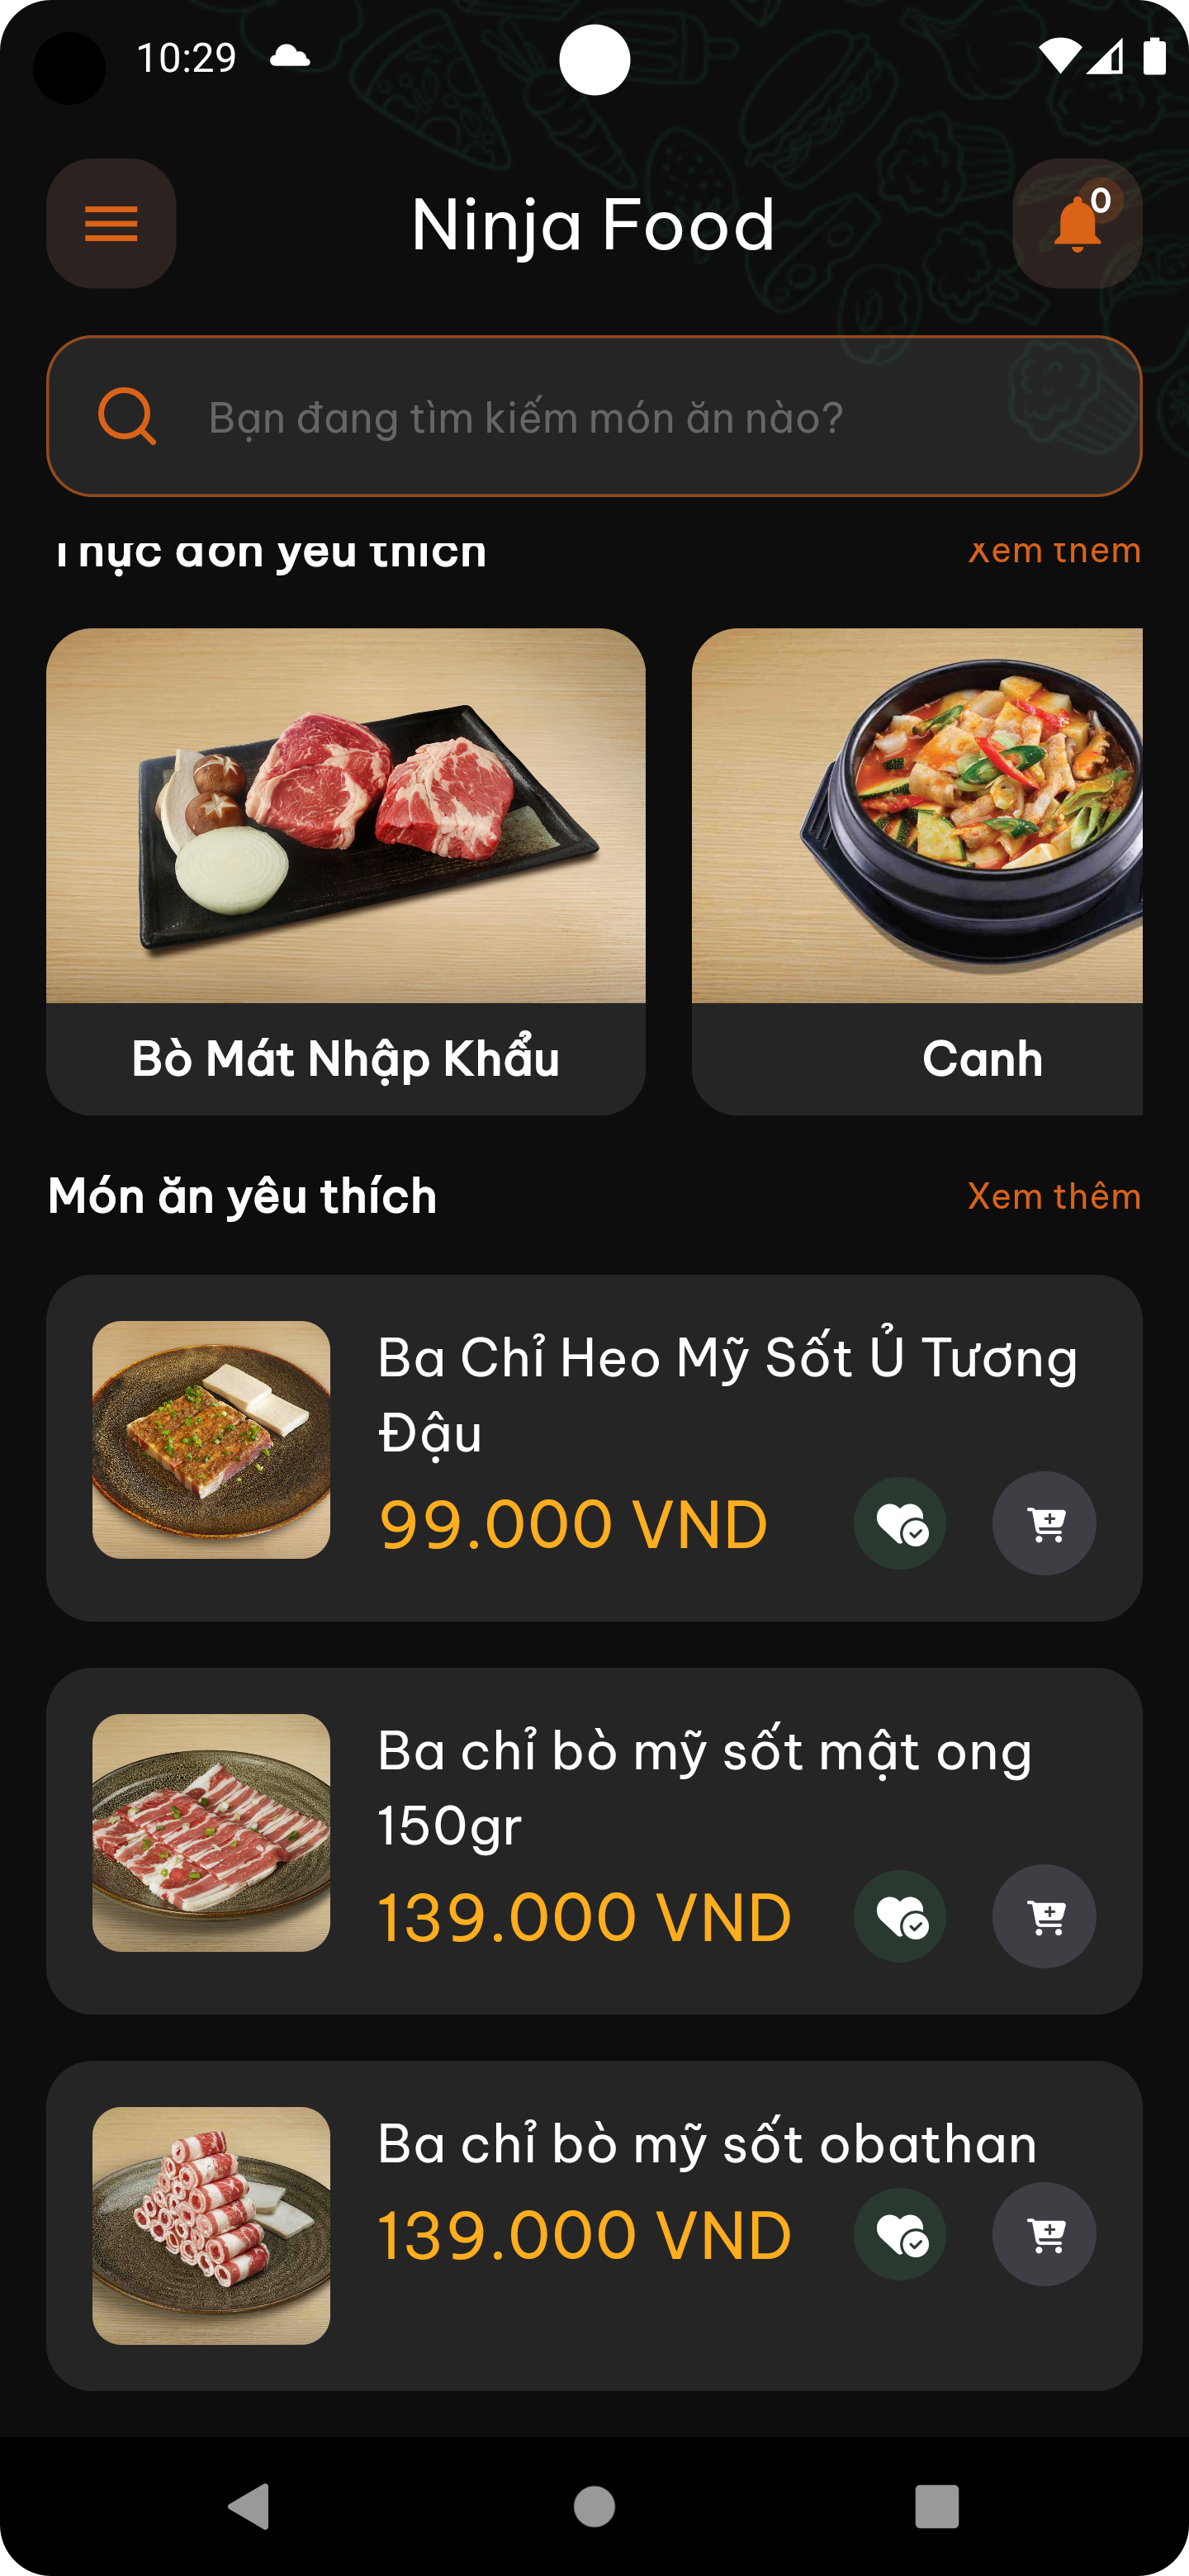 10:29
Ninja Food
0
Bạn đang tìm kiếm món ăn nào?
Thực đơn yêu thích
Xem thêm
Bò Mát Nhập Khẩu
Canh
Món ăn yêu thích
Xem thêm
Ba Chỉ Heo Mỹ Sốt Ủ Tương
Đậu
99.000 VND
Ba chỉ bò mỹ sốt mật ong
150gr
139.000 VND
Ba chỉ bò mỹ sốt obathan
139.000 VND